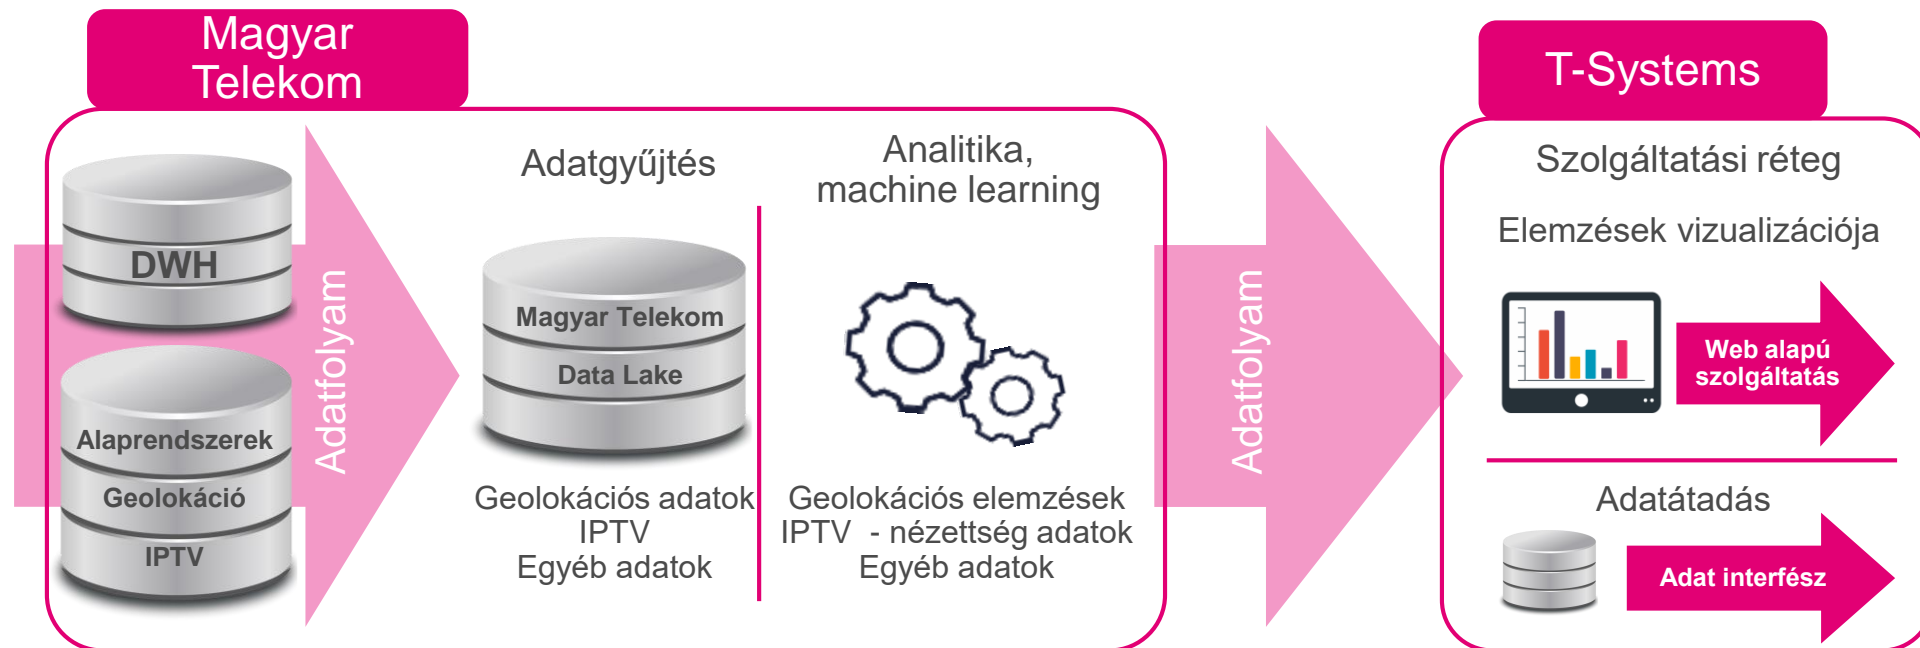 Magyar
Telekom
DWH
Alaprendszerek
Geolokáció
IPTV
Adatfolyam
Adatgyűjtés
Magyar Telekom
Data Lake
Geolokációs adatok
IPTV
Egyéb adatok
Analitika,
machine learning
Geolokációs elemzések
IPTV - nézettség adatok
Egyéb adatok
Adatfolyam
T-Systems
Szolgáltatási réteg
Elemzések vizualizációja
Web alapú
szolgáltatás
Adatátadás
Adat interfész